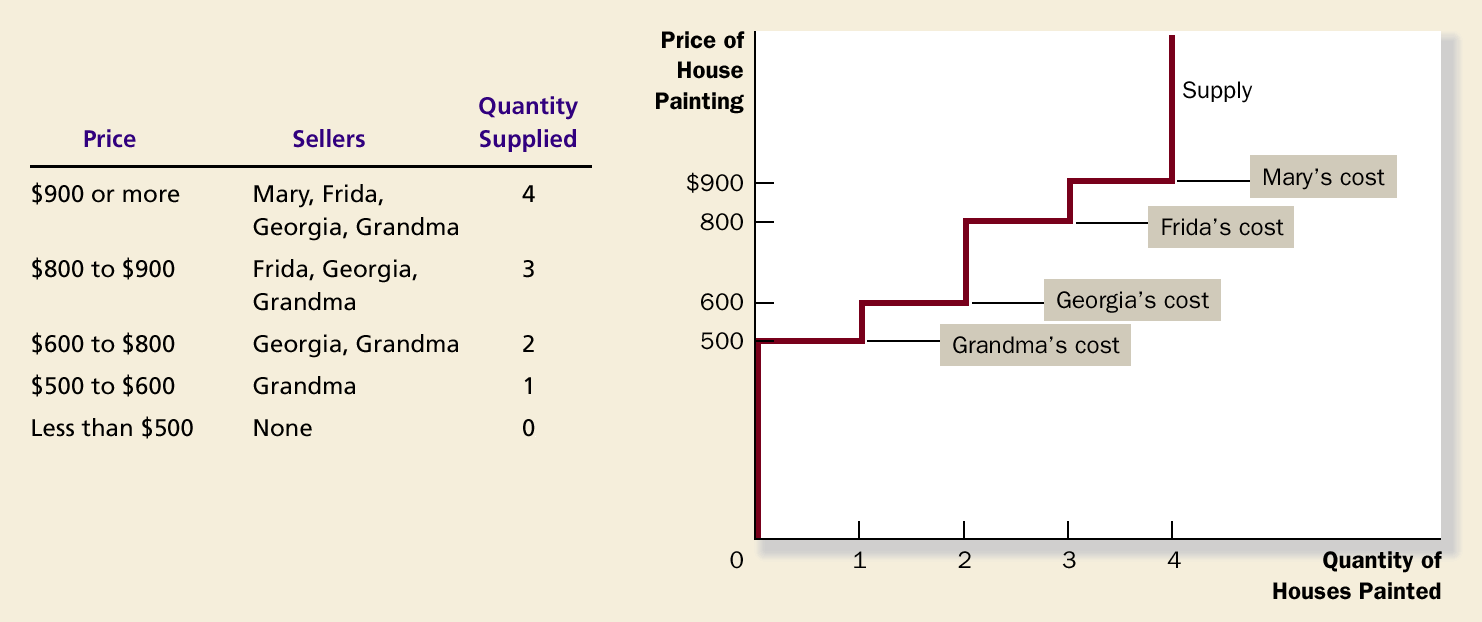 Price Sellers Quantity Supplied
$900 or more Mary, Frida, 4
Georgia, Grandma
$800 to $900 Frida, Georgia, 3
Grandma
$600 to $800 Georgia, Grandma 2
$500 to $600 Grandma 1
Less than $500 None 0
Price of
House
Painting
Supply
$900
Mary’s cost
800
Frida’s cost
600
Georgia’s cost
500
Grandma’s cost
0 1 2 3 4
Quantity of
Houses Painted